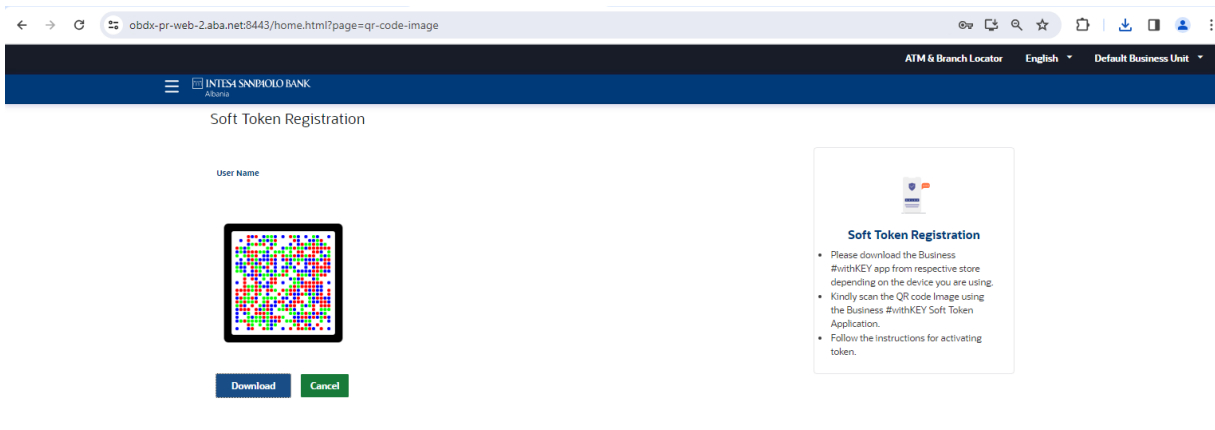 obdx-pr-web-2.aba.net:8443/home.html?page=qr-code-image
ATM & Branch Locator English Default Business Unit
INTESA SANPAOLO BANK
Albania
Soft Token Registration
User Name
Download Cancel
Soft Token Registration
Please download the Business
#withKEY app from respective store
depending on the device you are using.
Kindly scan the QR code Image using
the Business #withKEY Soft Token
Application.
Follow the instructions for activating
token.